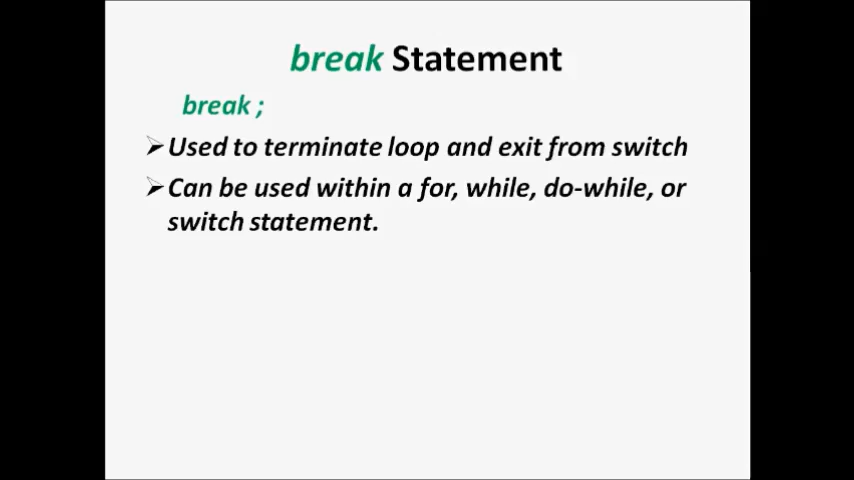 break Statement
break ;
➢Used to terminate loop and exit from switch
➢Can be used within a for, while, do-while, or
switch statement.